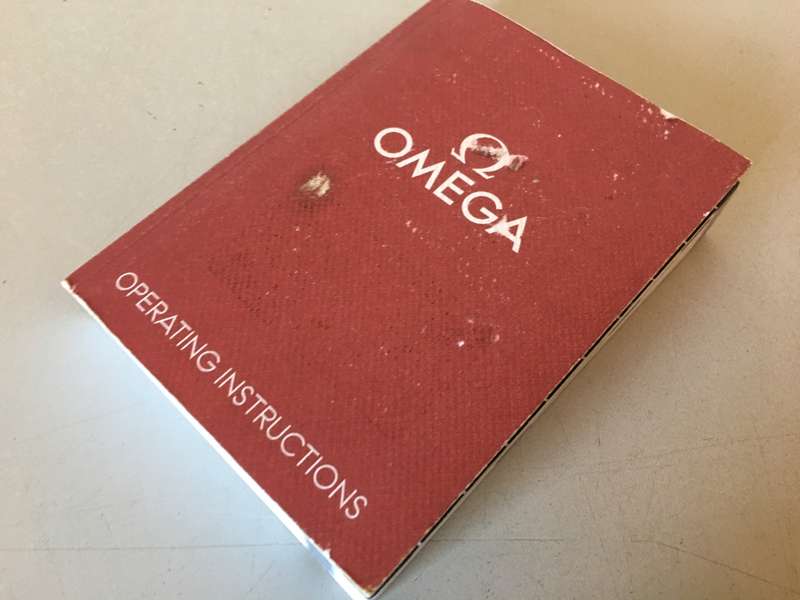 Ω
OMEGA
OPERATING INSTRUCTIONS